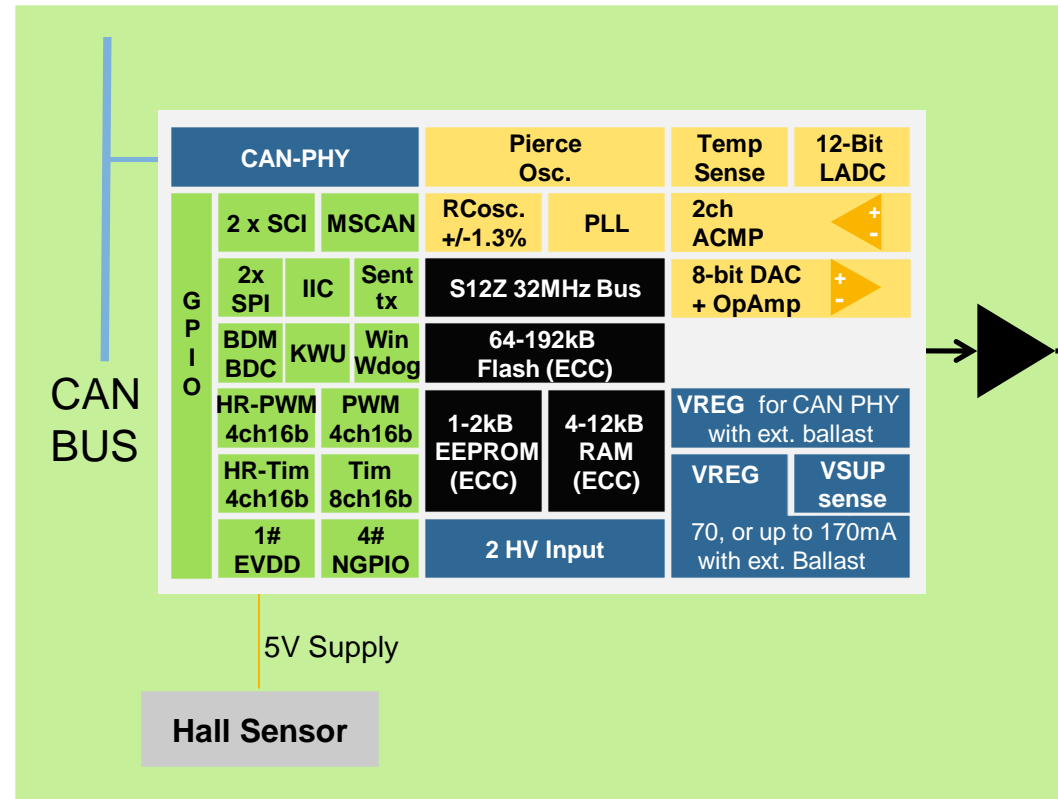 CAN-PHY
Pierce
Osc.
Temp
Sense
12-Bit
LADC
G
P
I
O
2 x SCI
MSCAN
RCosc.
+/-1.3%
PLL
2ch
ACMP
+
-
2x
SPI
IIC
Sent
tx
S12Z 32MHz Bus
8-bit DAC
+ OpAmp
+
-
BDM
BDC
KWU
Win
Wdog
64-192kB
Flash (ECC)
CAN
BUS
HR-PWM
4ch16b
PWM
4ch16b
1-2kB
EEPROM
(ECC)
4-12kB
RAM
(ECC)
VREG for CAN PHY
with ext. ballast
HR-Tim
4ch16b
Tim
8ch16b
VREG
VSUP
sense
1#
EVDD
4#
NGPIO
2 HV Input
70, or up to 170mA
with ext. Ballast
5V Supply
Hall Sensor